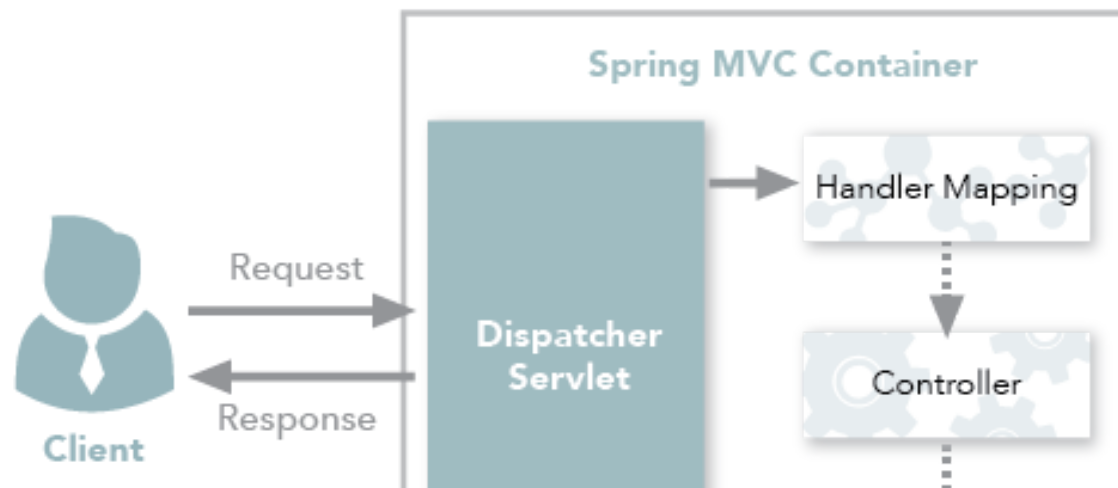 Spring MVC Container
Handler Mapping
Request
Dispatcher
Servlet
Controller
Response
Client